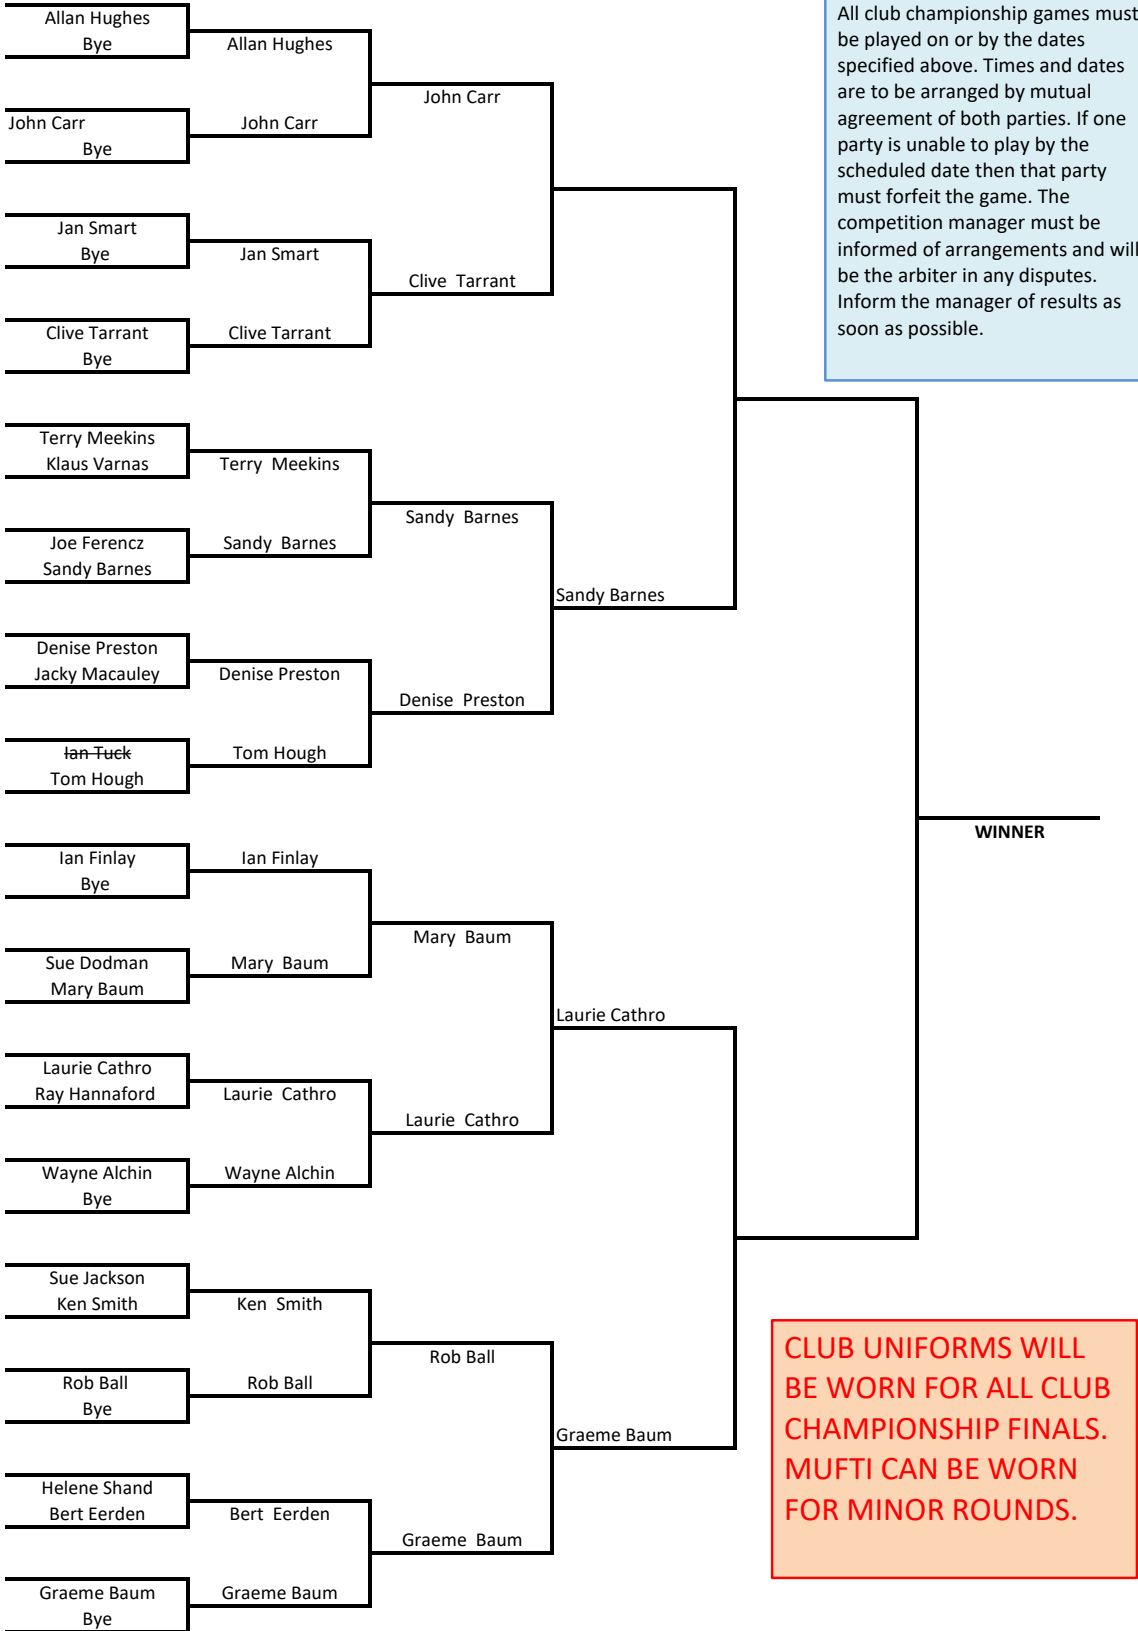 Allan Hughes
Bye
John Carr
Bye
Jan Smart
Bye
Clive Tarrant
Bye
Terry Meekins
Klaus Varnas
Joe Ferencz
Sandy Barnes
Denise Preston
Jacky Macauley
Ian Tuck
Tom Hough
Ian Finlay
Bye
Sue Dodman
Mary Baum
Laurie Cathro
Ray Hannaford
Wayne Alchin
Bye
Sue Jackson
Ken Smith
Rob Ball
Bye
Helene Shand
Bert Eerden
Graeme Baum
Bye
Allan Hughes
John Carr
Jan Smart
Clive Tarrant
Terry Meekins
Sandy Barnes
Denise Preston
Tom Hough
Ian Finlay
Mary Baum
Laurie Cathro
Wayne Alchin
Ken Smith
Rob Ball
Bert Eerden
Graeme Baum
John Carr
Clive Tarrant
Sandy Barnes
Denise Preston
Mary Baum
Laurie Cathro
Rob Ball
Graeme Baum
Sandy Barnes
Laurie Cathro
Graeme Baum
WINNER
All club championship games must
be played on or by the dates
specified above. Times and dates
are to be arranged by mutual
agreement of both parties. If one
party is unable to play by the
scheduled date then that party
must forfeit the game. The
competition manager must be
informed of arrangements and will
be the arbiter in any disputes.
Inform the manager of results as
soon as possible.
CLUB UNIFORMS WILL
BE WORN FOR ALL CLUB
CHAMPIONSHIP FINALS.
MUFTI CAN BE WORN
FOR MINOR ROUNDS.